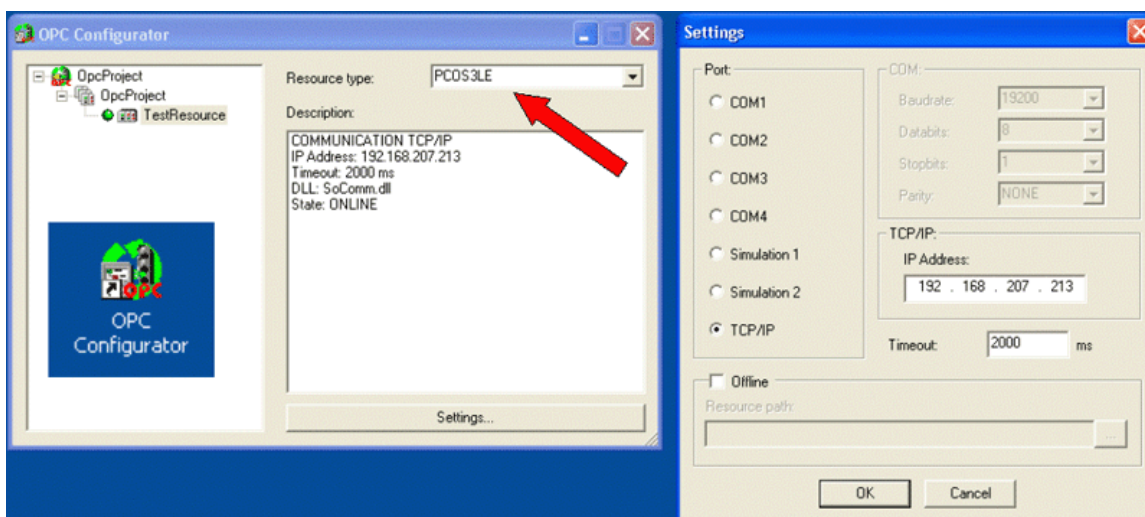 OPC Configurator
OpcProject
OpcProject
TestResource
Resource type:
PCOS3LE
Description:
COMMUNICATION TCP/IP
IP Address: 192.168.207.213
Timeout: 2000 ms
DLL: SoComm.dll
State: ONLINE
Settings...
OPC
OPC
Configurator
Settings
Port:
COM1
COM2
COM3
COM4
Simulation 1
Simulation 2
TCP/IP
COM:
Baudrate:
19200
Databits:
8
Stopbits:
1
Parity:
NONE
TCP/IP:
IP Address:
192 . 168 . 207 . 213
Timeout:
2000
ms
Offline
Resource path:
...
OK
Cancel